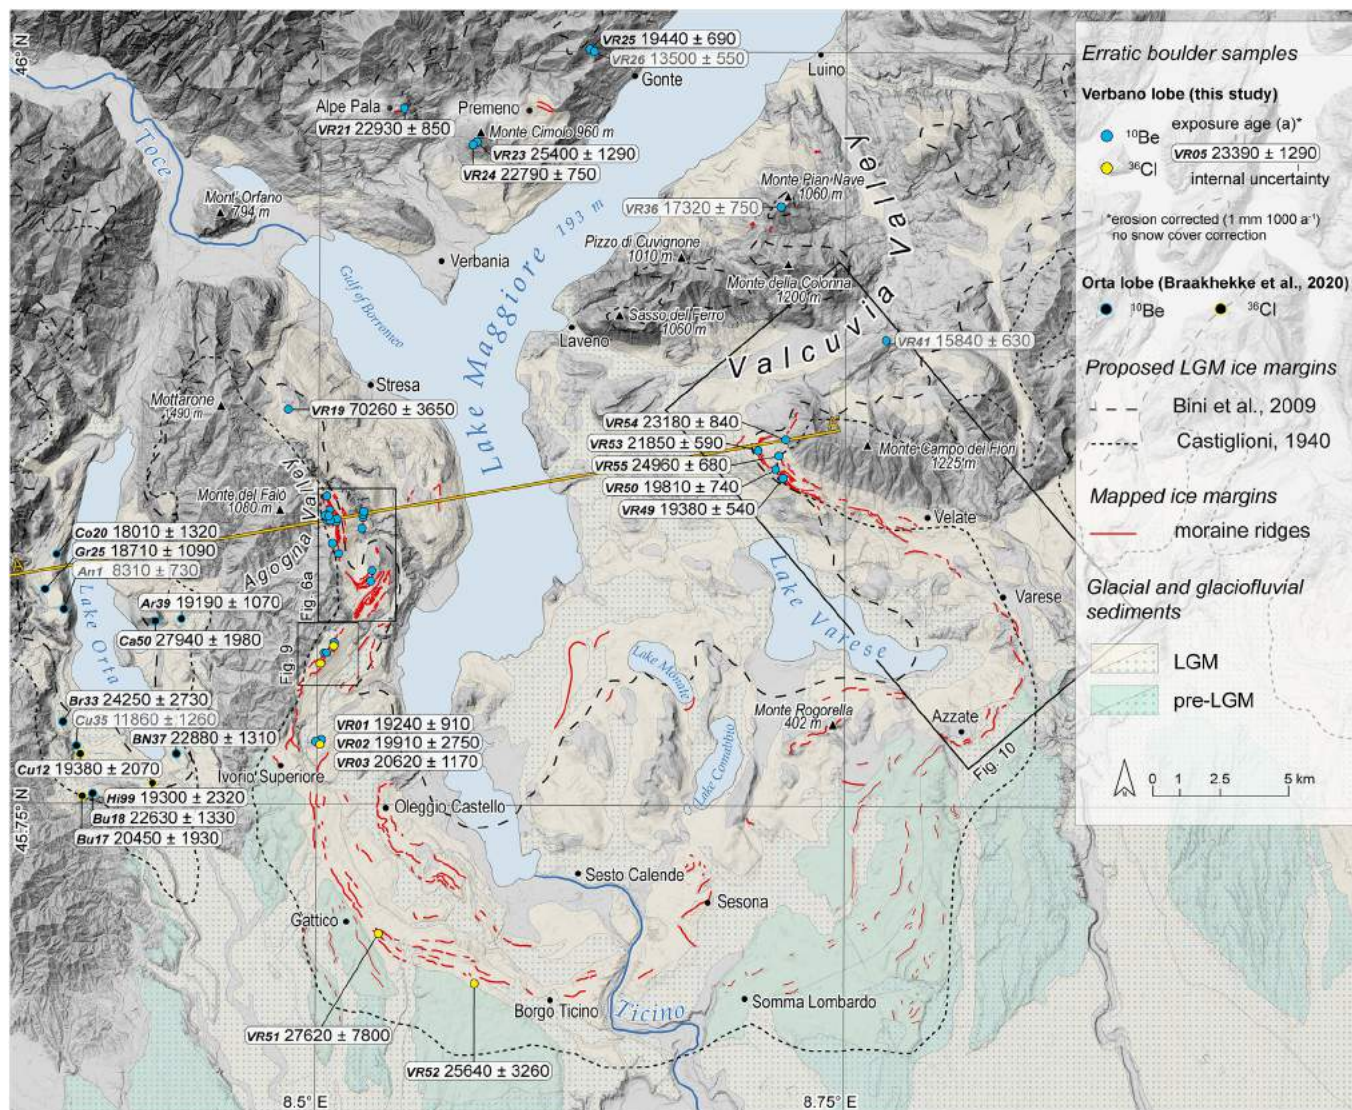 46° N
VR25 19440 ± 690
VR26 13500 ± 550
Gonte
Luino
Alpe Pala
Premeno
VR21 22930 ± 850
Monte Cimolo 960 m
VR23 25400 ± 1290
VR24 22790 ± 750
Toce
Mont' Orfano
794 m
Monte Pian Nave
1060 m
VR36 17320 ± 750
Pizzo di Cuvignone
1010 m
Monte della Colonna
1200 m
Verbania
Gulf of Borromeo
Lake Maggiore 193 m
Sasso del Ferro
1060 m
Laveno
Valcuvia Valley
VR41 15840 ± 630
Stresa
Mottarone
1490 m
VR19 70260 ± 3650
VR54 23180 ± 840
VR53 21850 ± 590
VR55 24960 ± 680
VR50 19810 ± 740
VR49 19380 ± 540
Monte Campo dei Fiori
1225 m
Monte del Falò
1080 m
Agogna Valley
Fig. 6a
Velate
Co20 18010 ± 1320
Gr25 18710 ± 1090
An1 8310 ± 730
A
Lake Orta
Ar39 19190 ± 1070
Ca50 27940 ± 1980
Fig. 9
Lake Varese
Varese
Lake Monate
Lake Comabbio
Monte Rogorella
402 m
Azzate
Fig. 10
Br33 24250 ± 2730
Cu35 11860 ± 1260
BN37 22880 ± 1310
Cu12 19380 ± 2070
Hi99 19300 ± 2320
Bu18 22630 ± 1330
Bu17 20450 ± 1930
VR01 19240 ± 910
VR02 19910 ± 2750
VR03 20620 ± 1170
Ivorio Superiore
45.75° N
Oleggio Castello
Sesto Calende
Sesona
Gattico
Borgo Ticino
Ticino
Somma Lombardo
VR51 27620 ± 7800
VR52 25640 ± 3260
8.5° E
8.75° E
Erratic boulder samples
Verbano lobe (this study)
exposure age (a)*
10Be
VR05 23390 ± 1290
36Cl
internal uncertainty
*erosion corrected (1 mm 1000 a-1)
no snow cover correction
Orta lobe (Braakhekke et al., 2020)
10Be 36Cl
Proposed LGM ice margins
Bini et al., 2009
Castiglioni, 1940
Mapped ice margins
moraine ridges
Glacial and glaciofluvial
sediments
LGM
pre-LGM
0 1 2.5 5 km